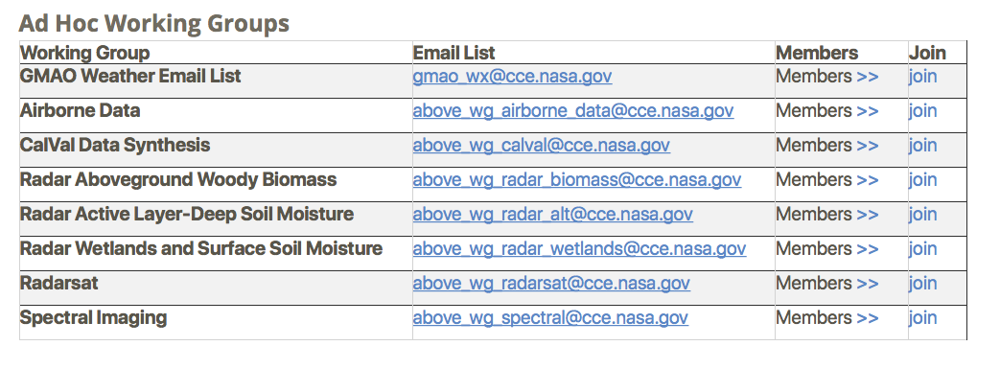 Ad Hoc Working Groups
Working Group Email List Members Join
GMAO Weather Email List gmao_wx@cce.nasa.gov Members >> join
Airborne Data above_wg_airborne_data@cce.nasa.gov Members >> join
CalVal Data Synthesis above_wg_calval@cce.nasa.gov Members >> join
Radar Aboveground Woody Biomass above_wg_radar_biomass@cce.nasa.gov Members >> join
Radar Active Layer-Deep Soil Moisture above_wg_radar_alt@cce.nasa.gov Members >> join
Radar Wetlands and Surface Soil Moisture above_wg_radar_wetlands@cce.nasa.gov Members >> join
Radarsat above_wg_radarsat@cce.nasa.gov Members >> join
Spectral Imaging above_wg_spectral@cce.nasa.gov Members >> join